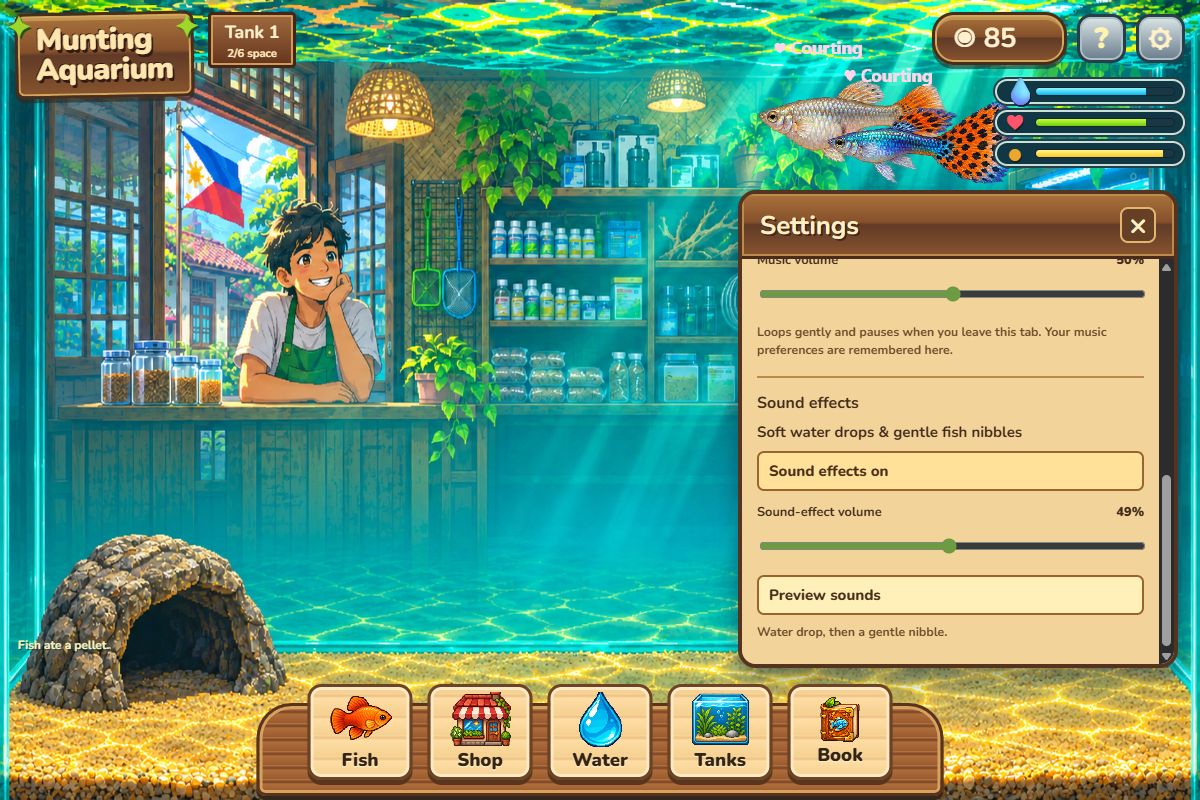 Munting
Aquarium
Tank 1
2/6 space
Courting
Courting
85
?
Settings
Music volume 50%
Loops gently and pauses when you leave this tab. Your music
preferences are remembered here.
Sound effects
Soft water drops & gentle fish nibbles
Sound effects on
Sound-effect volume 49%
Preview sounds
Water drop, then a gentle nibble.
Fish ate a pellet.
Fish
Shop
Water
Tanks
Book